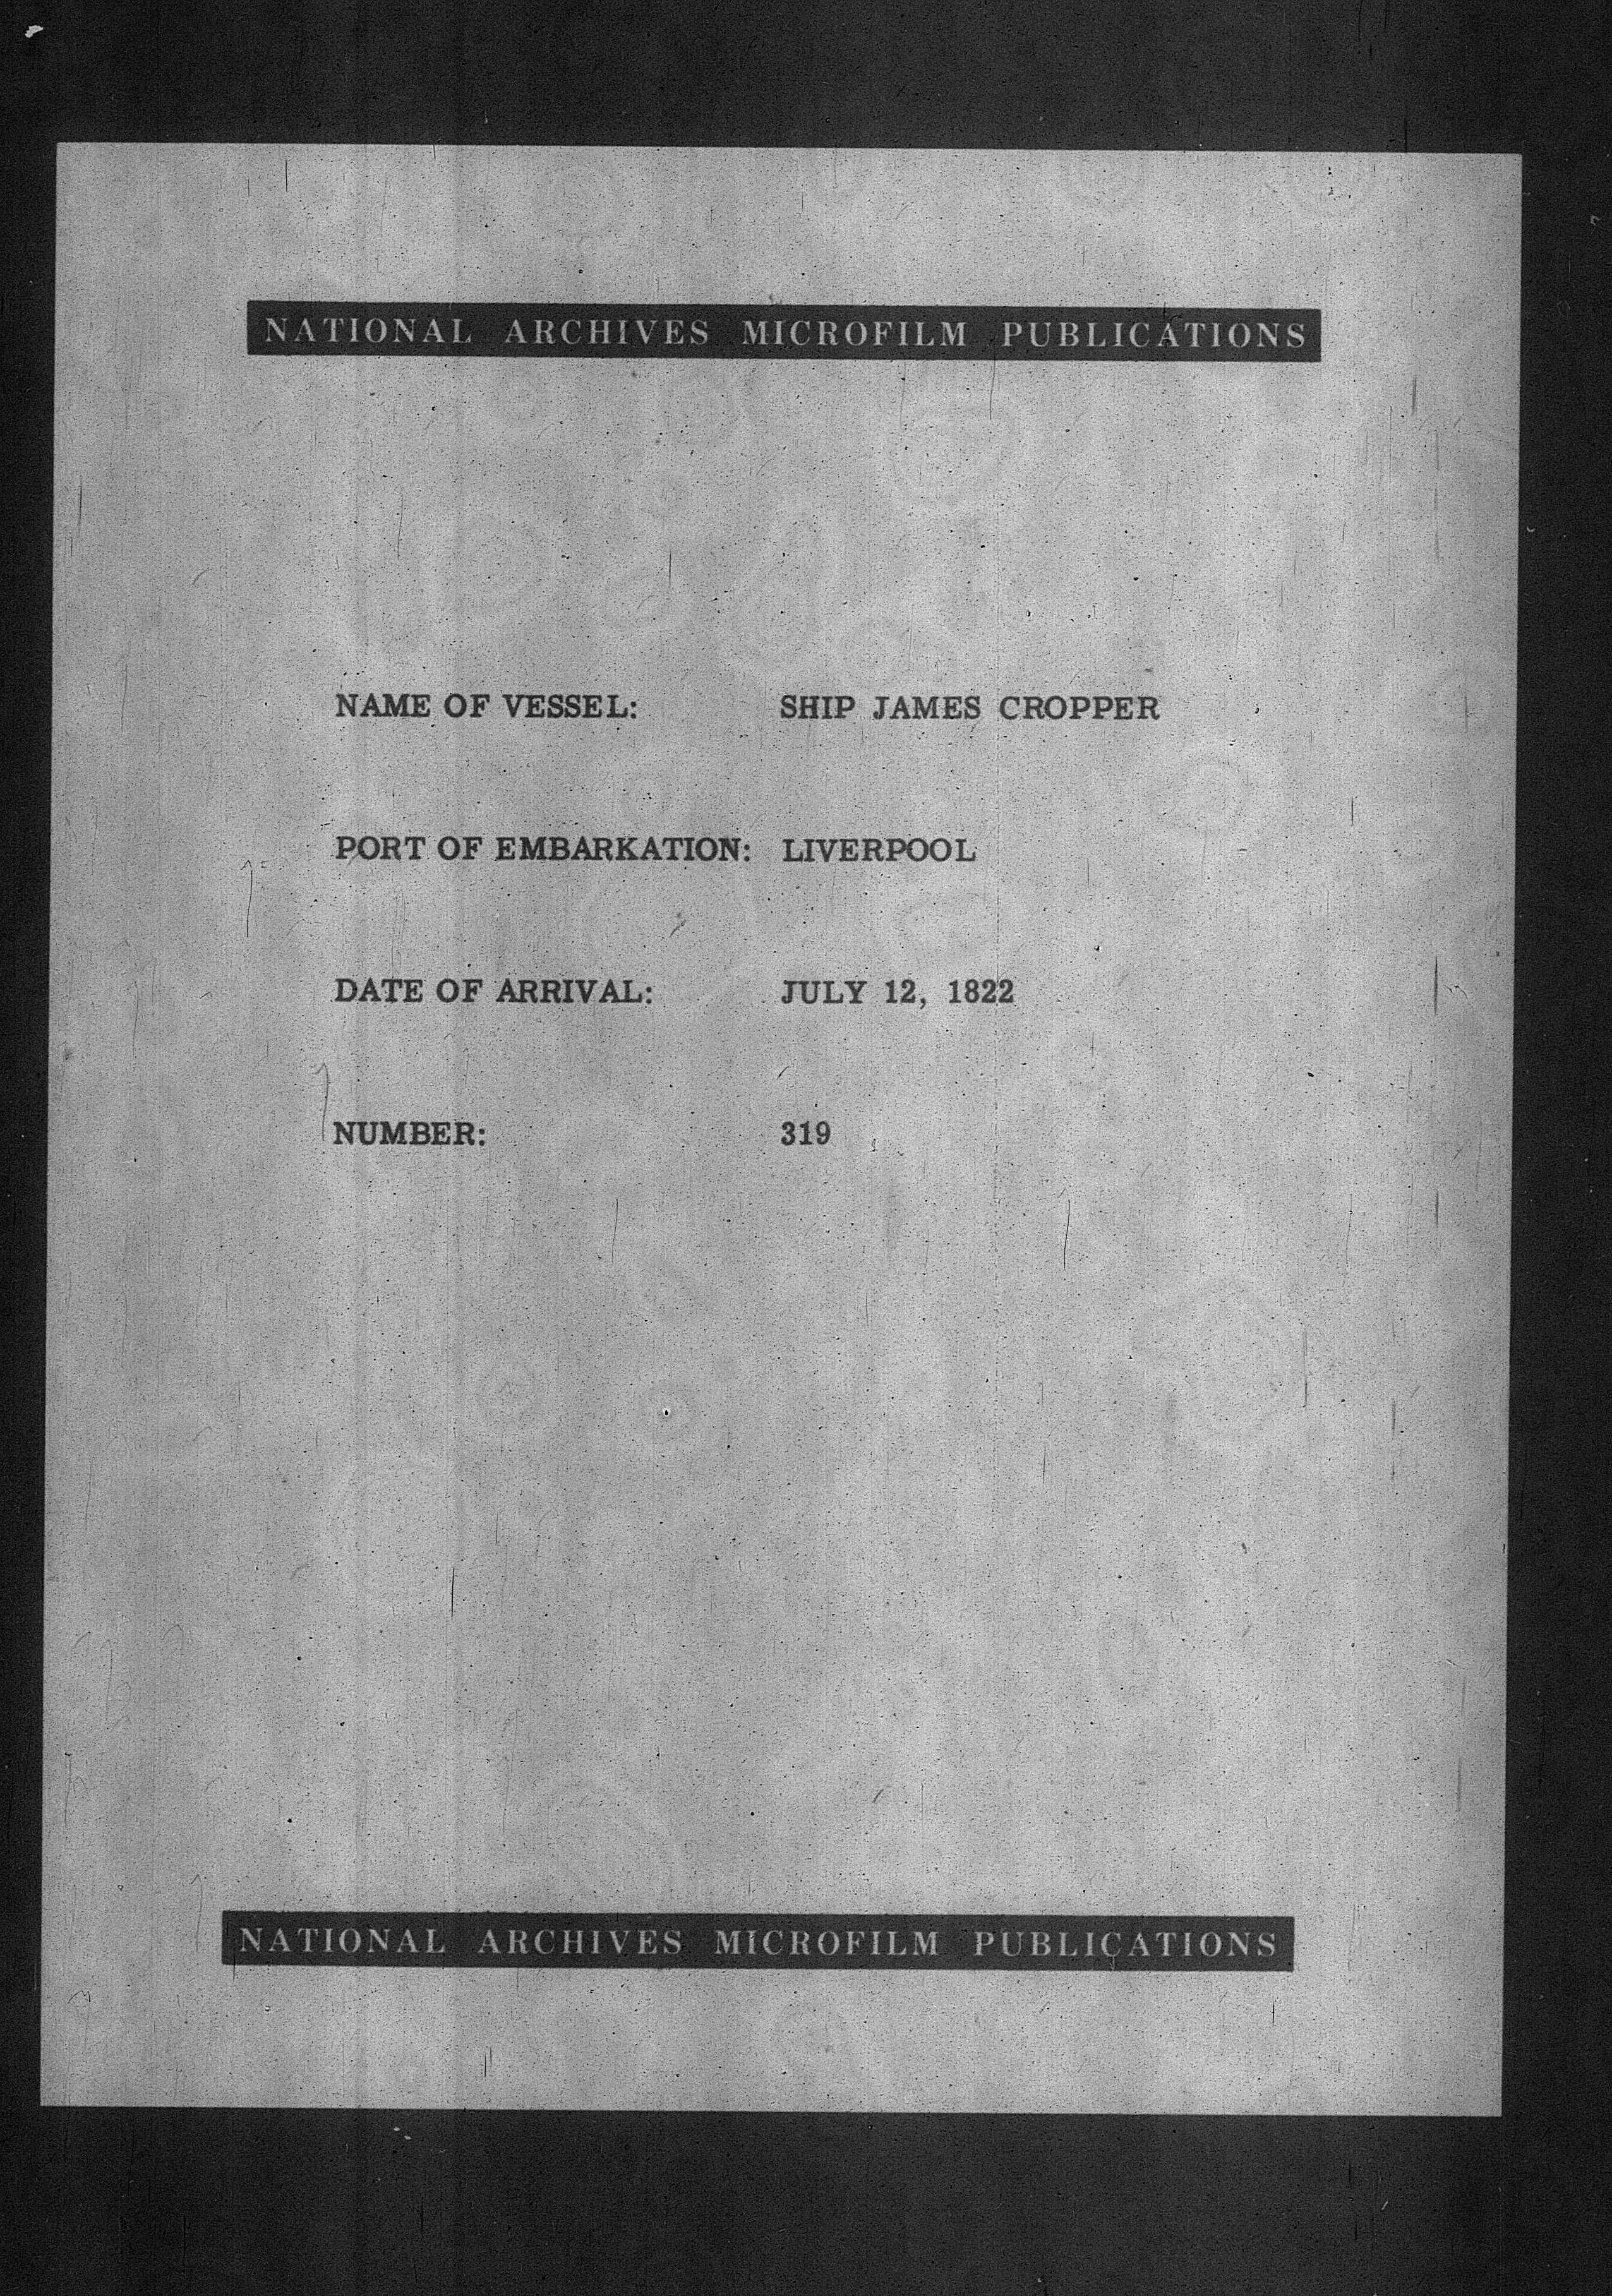 NATIONAL ARCHIVES MICROFILM PUBLICATIONS
NAME OF VESSEL: SHIP JAMES CROPPER
PORT OF EMBARKATION: LIVERPOOL
DATE OF ARRIVAL: JULY 12, 1822
NUMBER: 319
NATIONAL ARCHIVES MICROFILM PUBLICATIONS